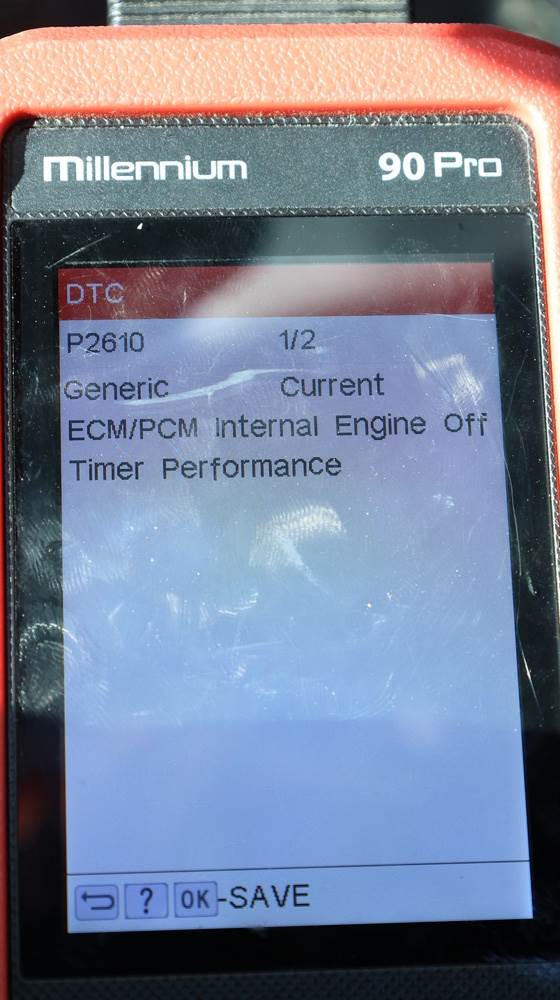 Millennium 90 Pro
DTC
P2610 1/2
Generic Current
ECM/PCM Internal Engine Off
Timer Performance
? OK -SAVE